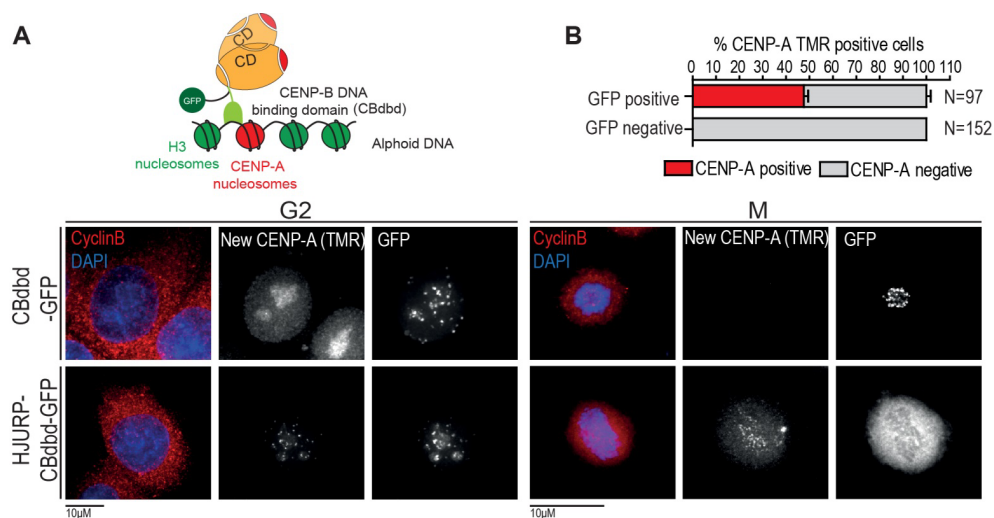 A
CD
CD
GFP
CENP-B DNA
binding domain (CBdbd)
Alphoid DNA
H3
nucleosomes
CENP-A
nucleosomes
B
% CENP-A TMR positive cells
0 10 20 30 40 50 60 70 80 90 100 110
GFP positive
N=97
GFP negative
N=152
CENP-A positive
CENP-A negative
G2
M
CyclinB
DAPI
New CENP-A (TMR)
GFP
CyclinB
DAPI
New CENP-A (TMR)
GFP
CBdbd
-GFP
HJURP-
CBdbd-GFP
10µM
10µM